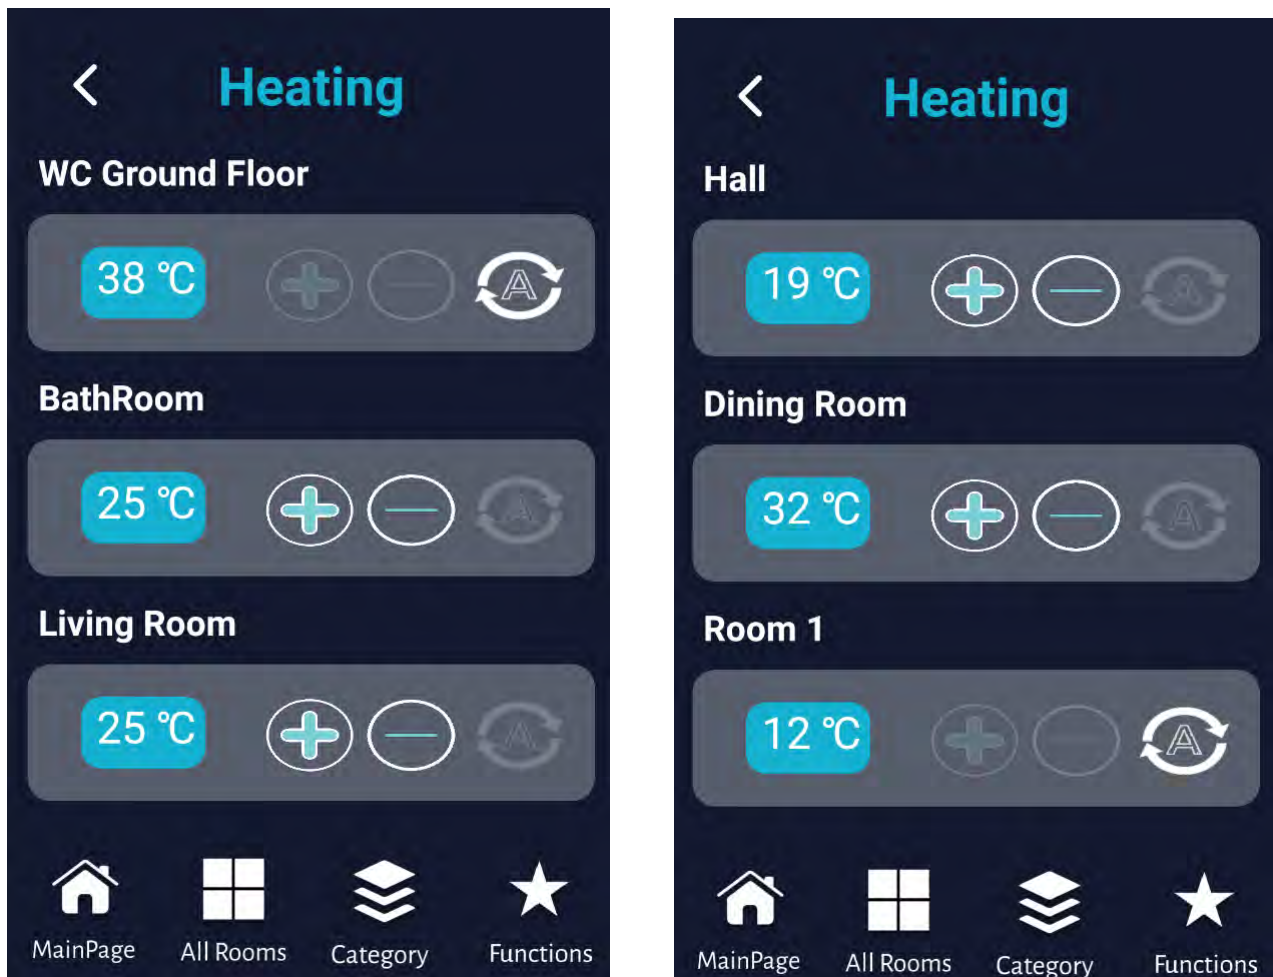 Heating
WC Ground Floor
38 °C
A
BathRoom
25 °C
A
Living Room
25 °C
A
MainPage
All Rooms
Category
Functions
Heating
Hall
19 °C
A
Dining Room
32 °C
A
Room 1
12 °C
A
MainPage
All Rooms
Category
Functions